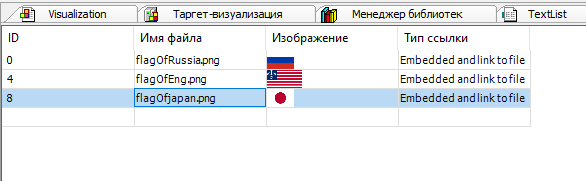 Visualization Таргет-визуализация Менеджер библиотек TextList
ID Имя файла Изображение Тип ссылки
0 flagOfRussia.png Embedded and link to file
4 flagOfEng.png Embedded and link to file
8 flagOfjapan.png Embedded and link to file